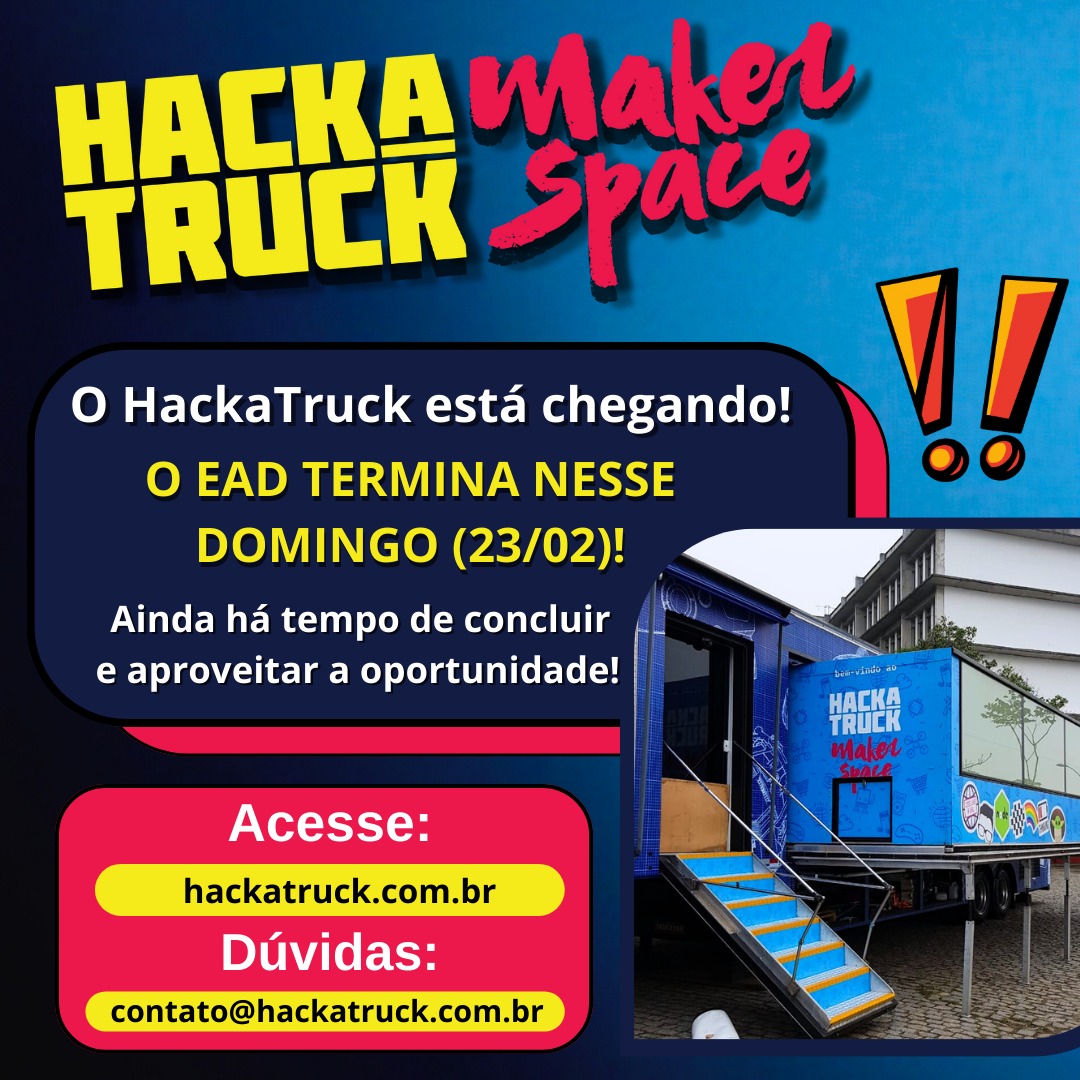 HACKA
TRUCK
Maker
space
O HackaTruck está chegando!
O EAD TERMINA NESSE
DOMINGO (23/02)!
Ainda há tempo de concluir
e aproveitar a oportunidade!
bem-vindo ao
HACKA
TRUCK
Maker
space
Acesse:
hackatruck.com.br
Dúvidas:
contato@hackatruck.com.br